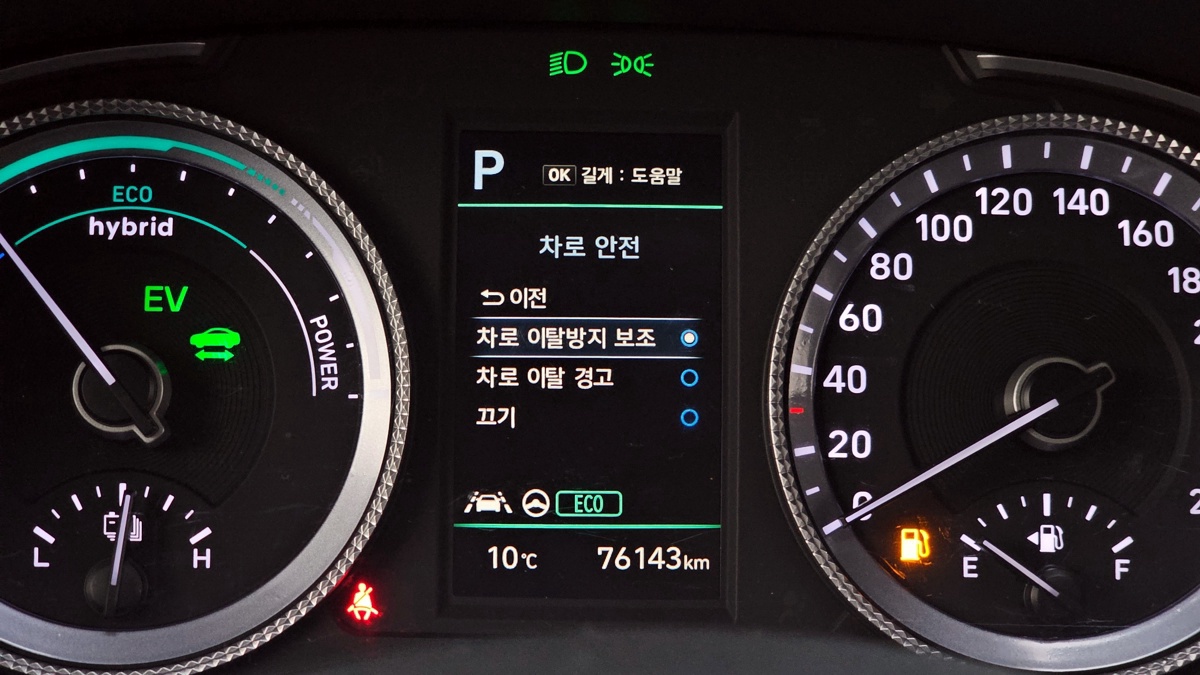 P
OK 길게 : 도움말
차로 안전
이전
차로 이탈방지 보조
차로 이탈 경고
끄기
ECO
10℃ 76143km
ECO
hybrid
EV
POWER
L H
0
20
40
60
80
100
120
140
160
E F